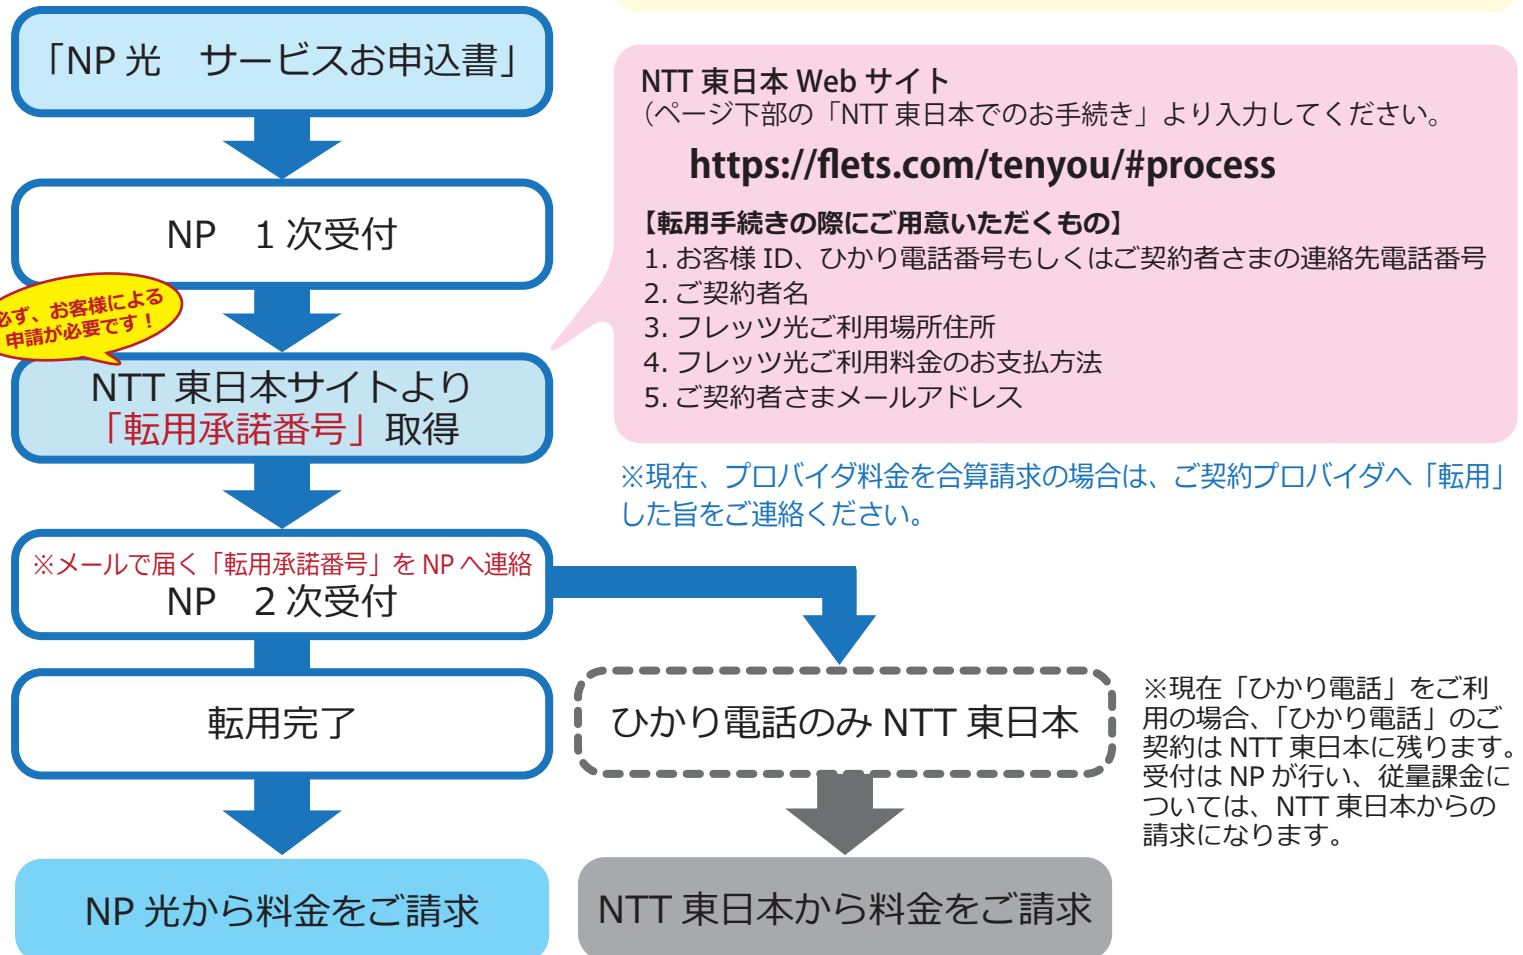 「NP 光　サービスお申込書」
NP　1 次受付
必ず、お客様による
申請が必要です！
NTT 東日本サイトより
「転用承諾番号」取得
※メールで届く「転用承諾番号」を NP へ連絡
NP　2 次受付
転用完了
NP 光から料金をご請求
NTT 東日本 Web サイト
（ページ下部の「NTT 東日本でのお手続き」より入力してください。
https://flets.com/tenyou/#process
【転用手続きの際にご用意いただくもの】
1. お客様 ID、ひかり電話番号もしくはご契約者さまの連絡先電話番号
2. ご契約者名
3. フレッツ光ご利用場所住所
4. フレッツ光ご利用料金のお支払方法
5. ご契約者さまメールアドレス
※現在、プロバイダ料金を合算請求の場合は、ご契約プロバイダへ「転用」
した旨をご連絡ください。
ひかり電話のみ NTT 東日本
NTT 東日本から料金をご請求
※現在「ひかり電話」をご利
用の場合、「ひかり電話」のご
契約は NTT 東日本に残ります。
受付は NP が行い、従量課金に
ついては、NTT 東日本からの
請求になります。